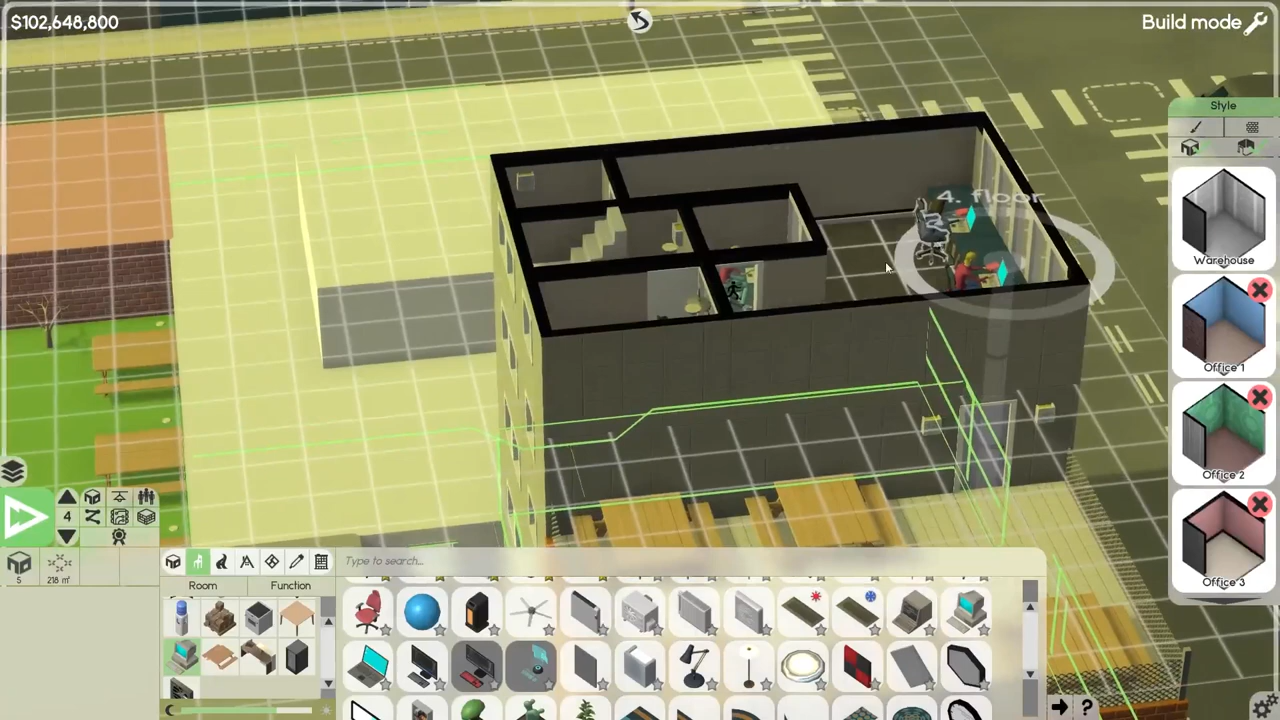 $102,648,800
Build mode
Style
Warehouse
4. floor
Office 1
Office 2
Office 3
4
5
218 m²
Type to search...
Room
Function
?